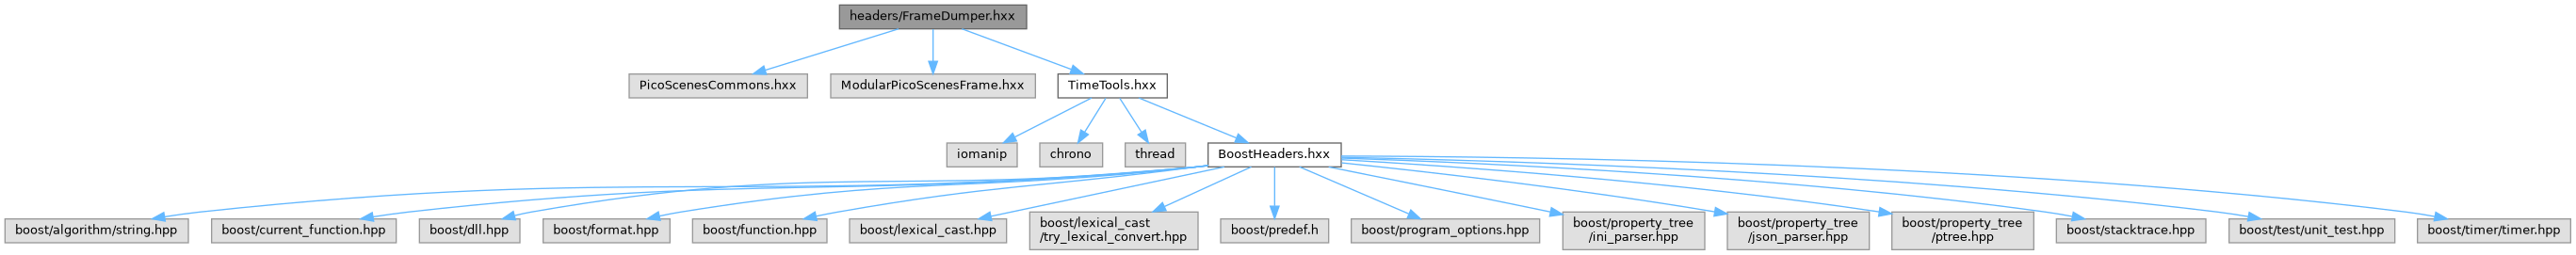 headers/FrameDumper.hxx
PicoScenesCommons.hxx
ModularPicoScenesFrame.hxx
TimeTools.hxx
iomanip
chrono
thread
BoostHeaders.hxx
boost/algorithm/string.hpp
boost/current_function.hpp
boost/dll.hpp
boost/format.hpp
boost/function.hpp
boost/lexical_cast.hpp
boost/lexical_cast
/try_lexical_convert.hpp
boost/predef.h
boost/program_options.hpp
boost/property_tree
/ini_parser.hpp
boost/property_tree
/json_parser.hpp
boost/property_tree
/ptree.hpp
boost/stacktrace.hpp
boost/test/unit_test.hpp
boost/timer/timer.hpp